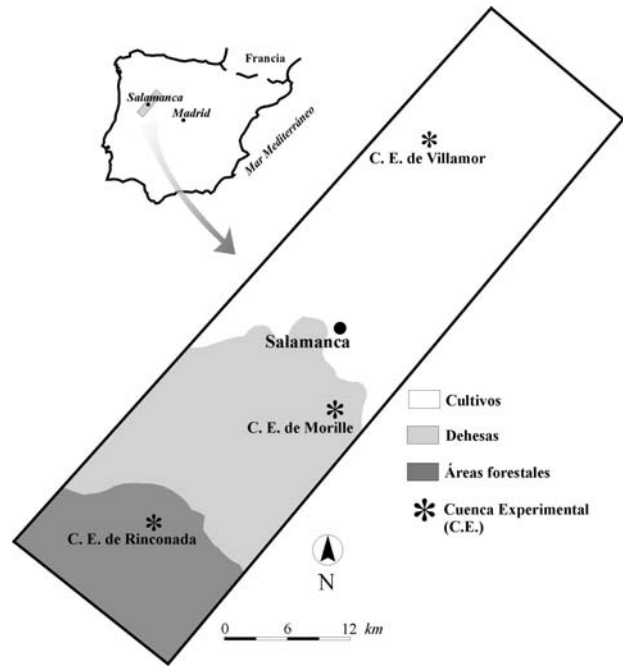 Francia
Salamanca
Madrid
Mar Mediterráneo
C. E. de Villamor
Salamanca
C. E. de Morille
C. E. de Rinconada
Cultivos
Dehesas
Áreas forestales
Cuenca Experimental
(C.E.)
N
0 6 12 km